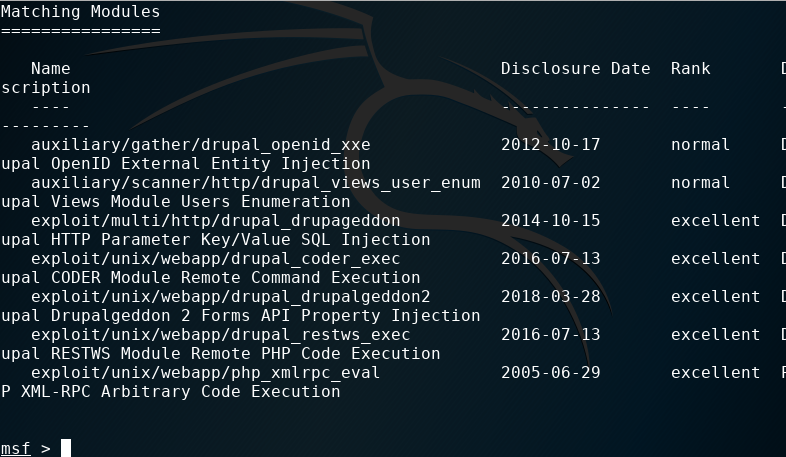 Matching Modules
================
Name Disclosure Date Rank D
scription
---- --------------- ---- -
---------
auxiliary/gather/drupal_openid_xxe 2012-10-17 normal D
upal OpenID External Entity Injection
auxiliary/scanner/http/drupal_views_user_enum 2010-07-02 normal D
upal Views Module Users Enumeration
exploit/multi/http/drupal_drupageddon 2014-10-15 excellent D
upal HTTP Parameter Key/Value SQL Injection
exploit/unix/webapp/drupal_coder_exec 2016-07-13 excellent D
upal CODER Module Remote Command Execution
exploit/unix/webapp/drupal_drupalgeddon2 2018-03-28 excellent D
upal Drupalgeddon 2 Forms API Property Injection
exploit/unix/webapp/drupal_restws_exec 2016-07-13 excellent D
upal RESTWS Module Remote PHP Code Execution
exploit/unix/webapp/php_xmlrpc_eval 2005-06-29 excellent P
P XML-RPC Arbitrary Code Execution
msf >